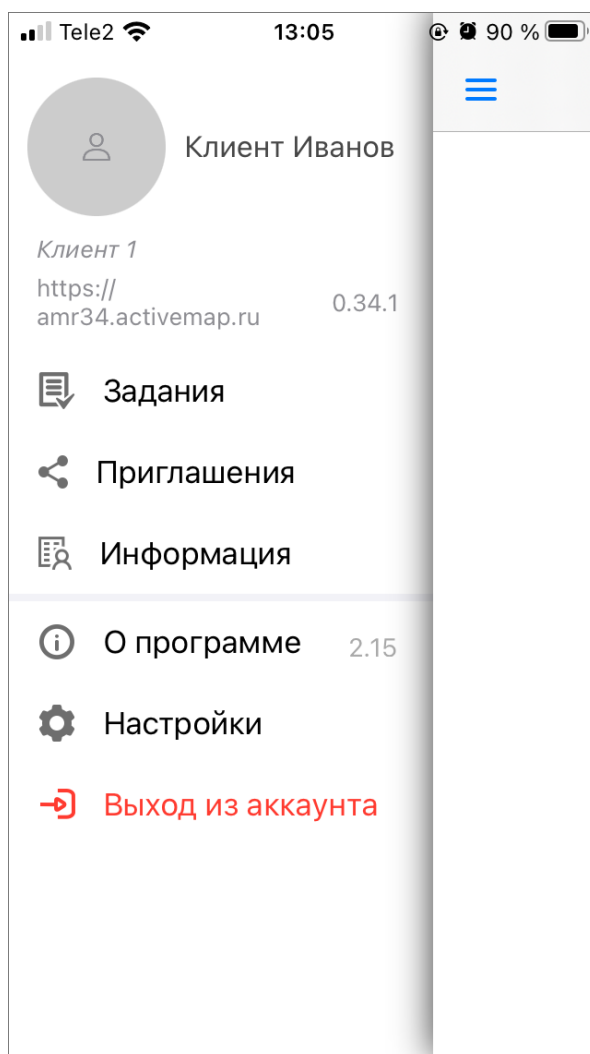 Tele2 13:05 90 %
Клиент Иванов
Клиент 1
https://
amr34.activemap.ru 0.34.1
Задания
Приглашения
Информация
О программе 2.15
Настройки
Выход из аккаунта